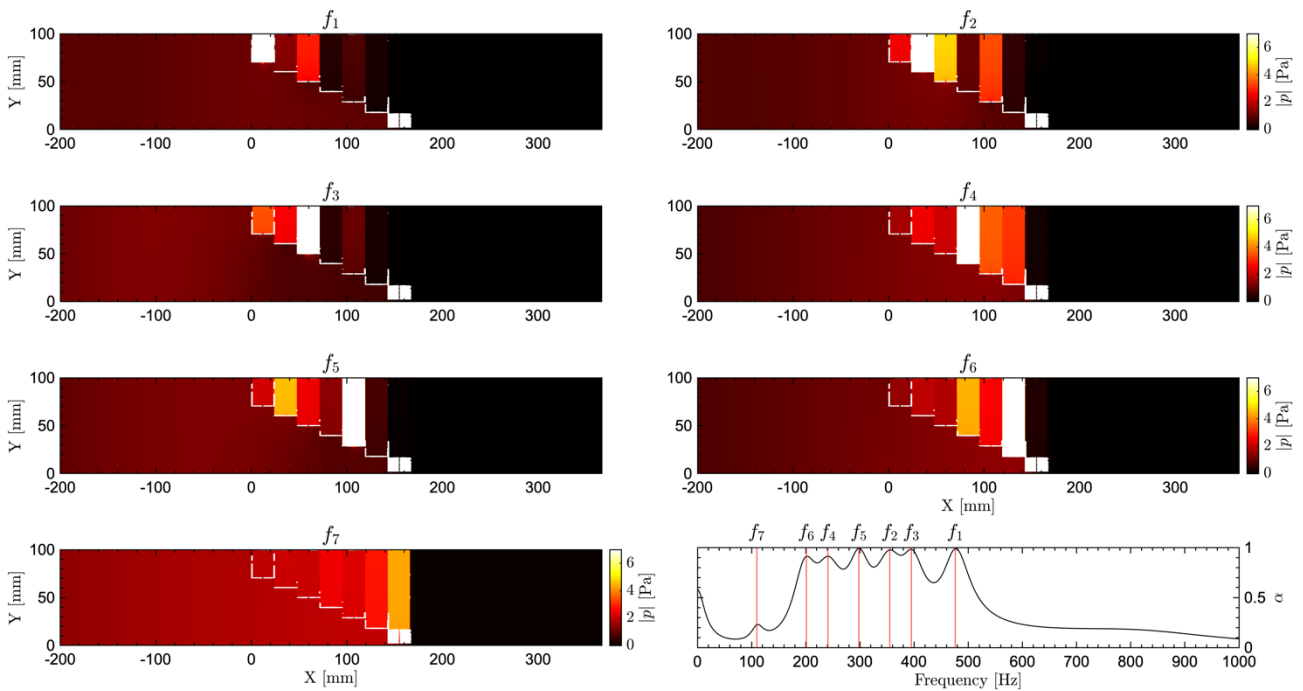 f₁ f₂
100 100
6
Y [mm] 50 4 |p| [Pa]
2
0 0 0
-200 -100 0 100 200 300 -200 -100 0 100 200 300
f₃ f₄
100 100
6
Y [mm] 50 50 4 |p| [Pa]
2
0 0 0
-200 -100 0 100 200 300 -200 -100 0 100 200 300
f₅ f₆
100 100
6
Y [mm] 50 50 4 |p| [Pa]
2
0 0 0
-200 -100 0 100 200 300 -200 -100 0 100 200 300
X [mm]
f₇ f₇ f₆ f₄ f₅ f₂ f₃ f₁
100 6 1
Y [mm] 50 4 |p| [Pa] 0.5 α
2
0 0 0
-200 -100 0 100 200 300 0 100 200 300 400 500 600 700 800 900 1000
X [mm] Frequency [Hz]